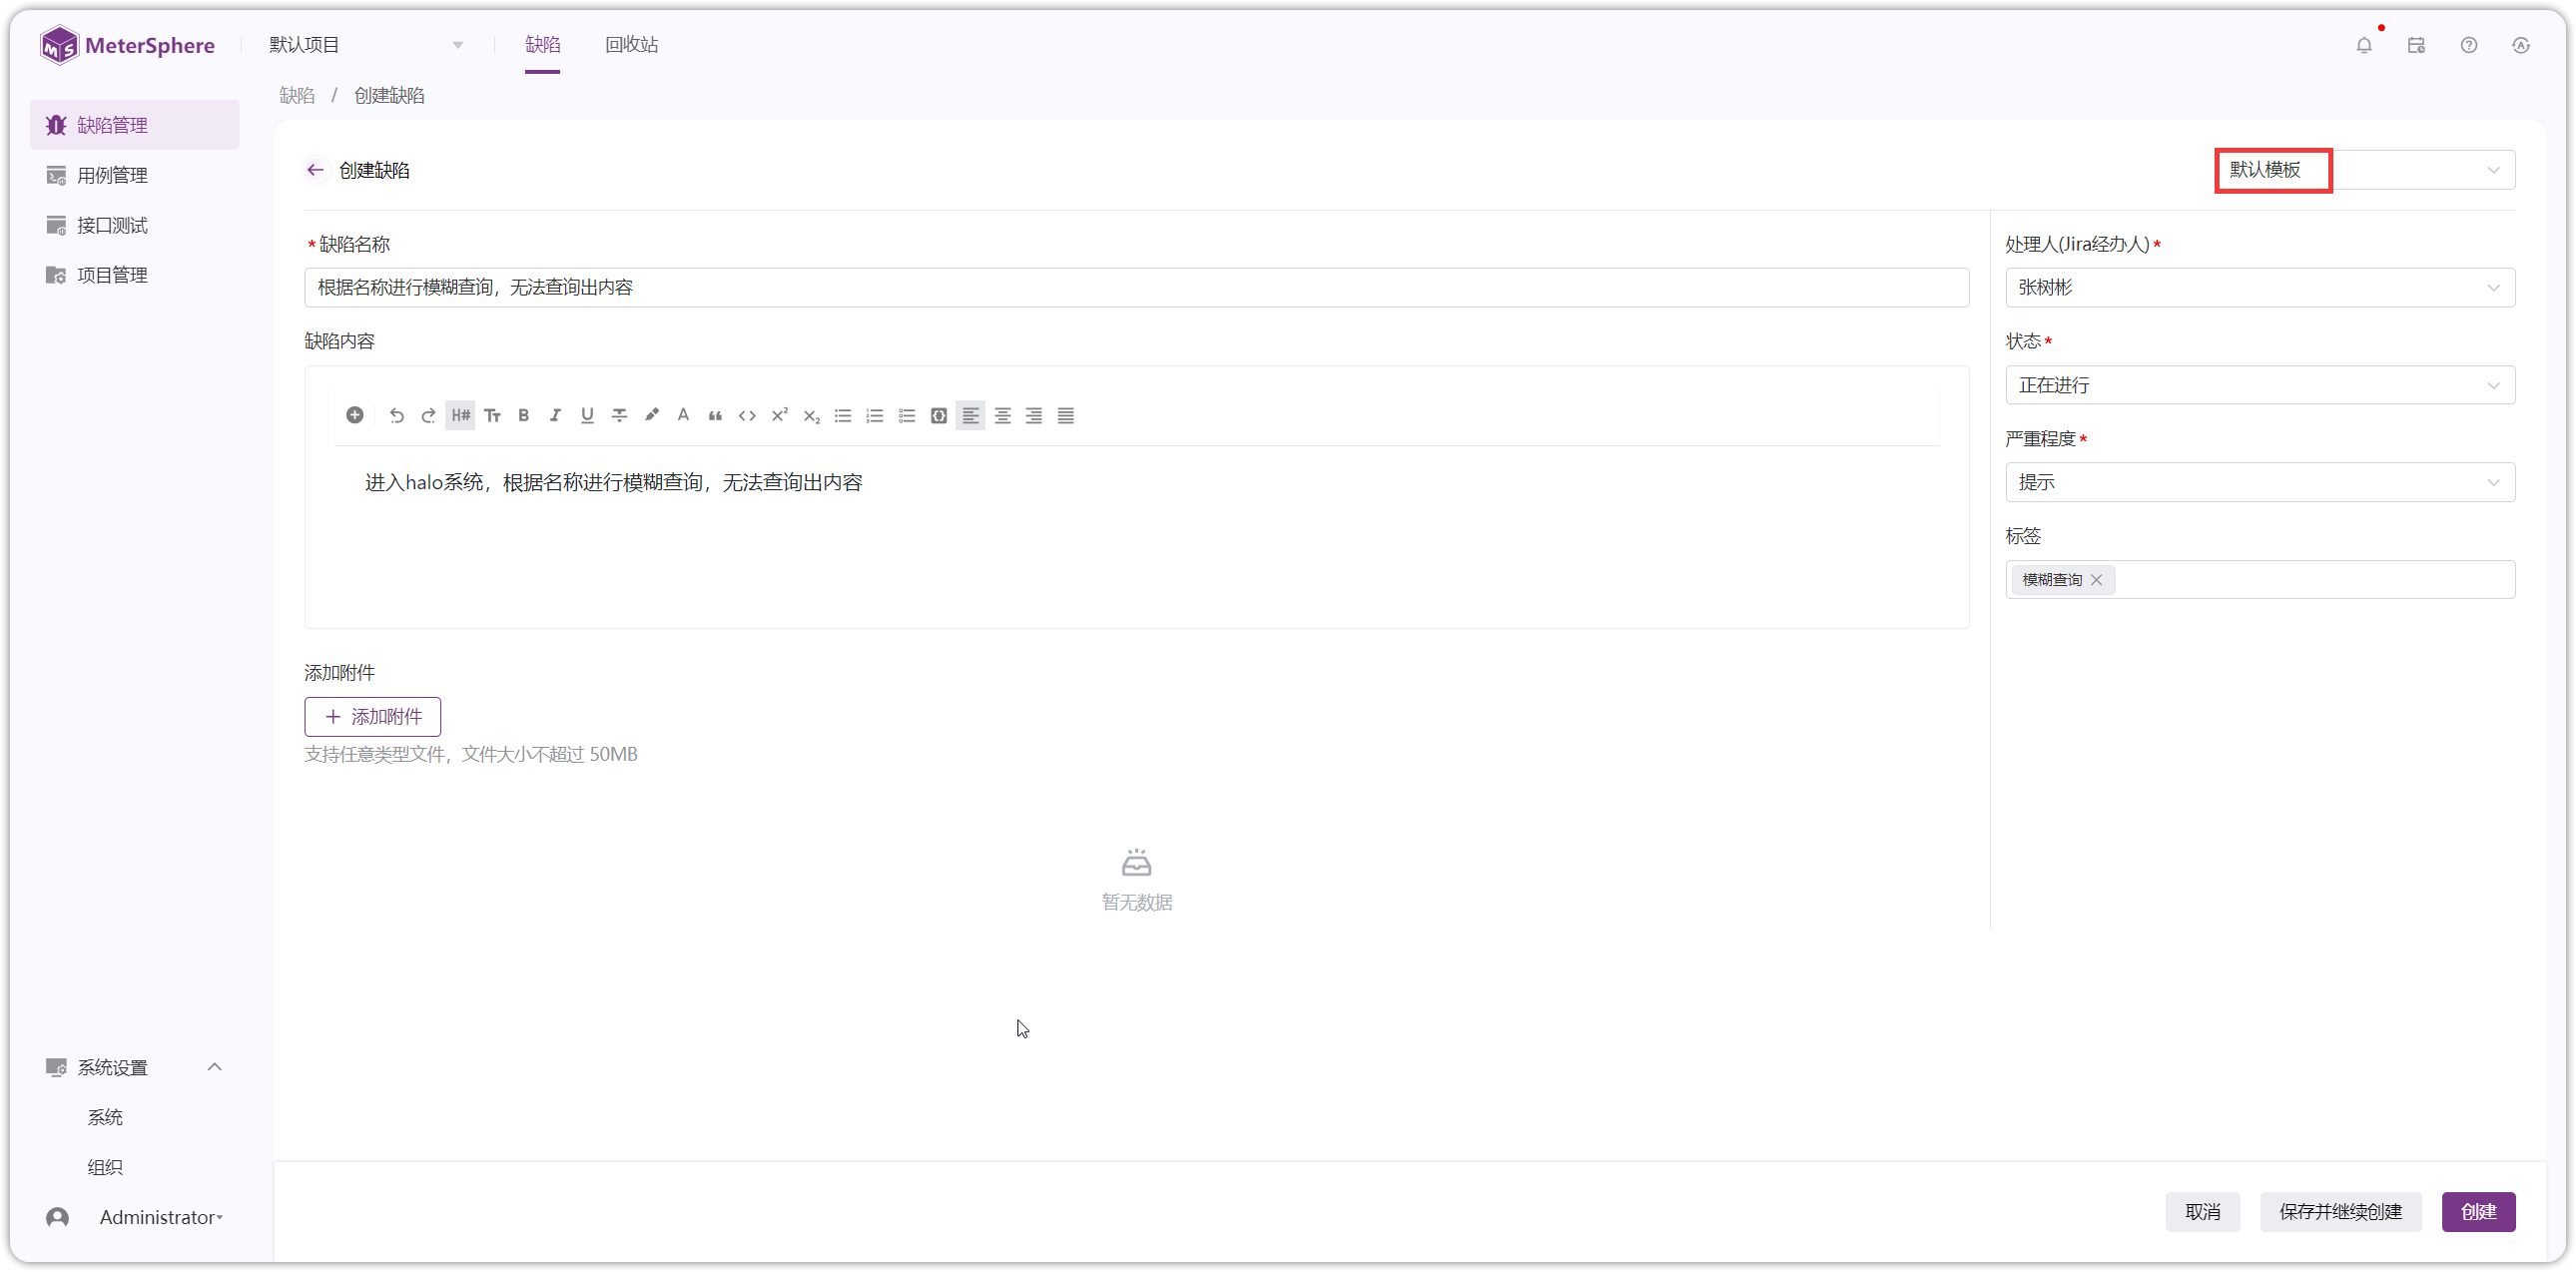 MeterSphere
默认项目
缺陷
回收站
缺陷 / 创建缺陷
缺陷管理
用例管理
接口测试
项目管理
创建缺陷
默认模板
*缺陷名称
根据名称进行模糊查询，无法查询出内容
缺陷内容
进入halo系统，根据名称进行模糊查询，无法查询出内容
添加附件
+ 添加附件
支持任意类型文件，文件大小不超过 50MB
暂无数据
处理人(Jira经办人)*
张树彬
状态*
正在进行
严重程度*
提示
标签
模糊查询
系统设置
系统
组织
Administrator
取消
保存并继续创建
创建